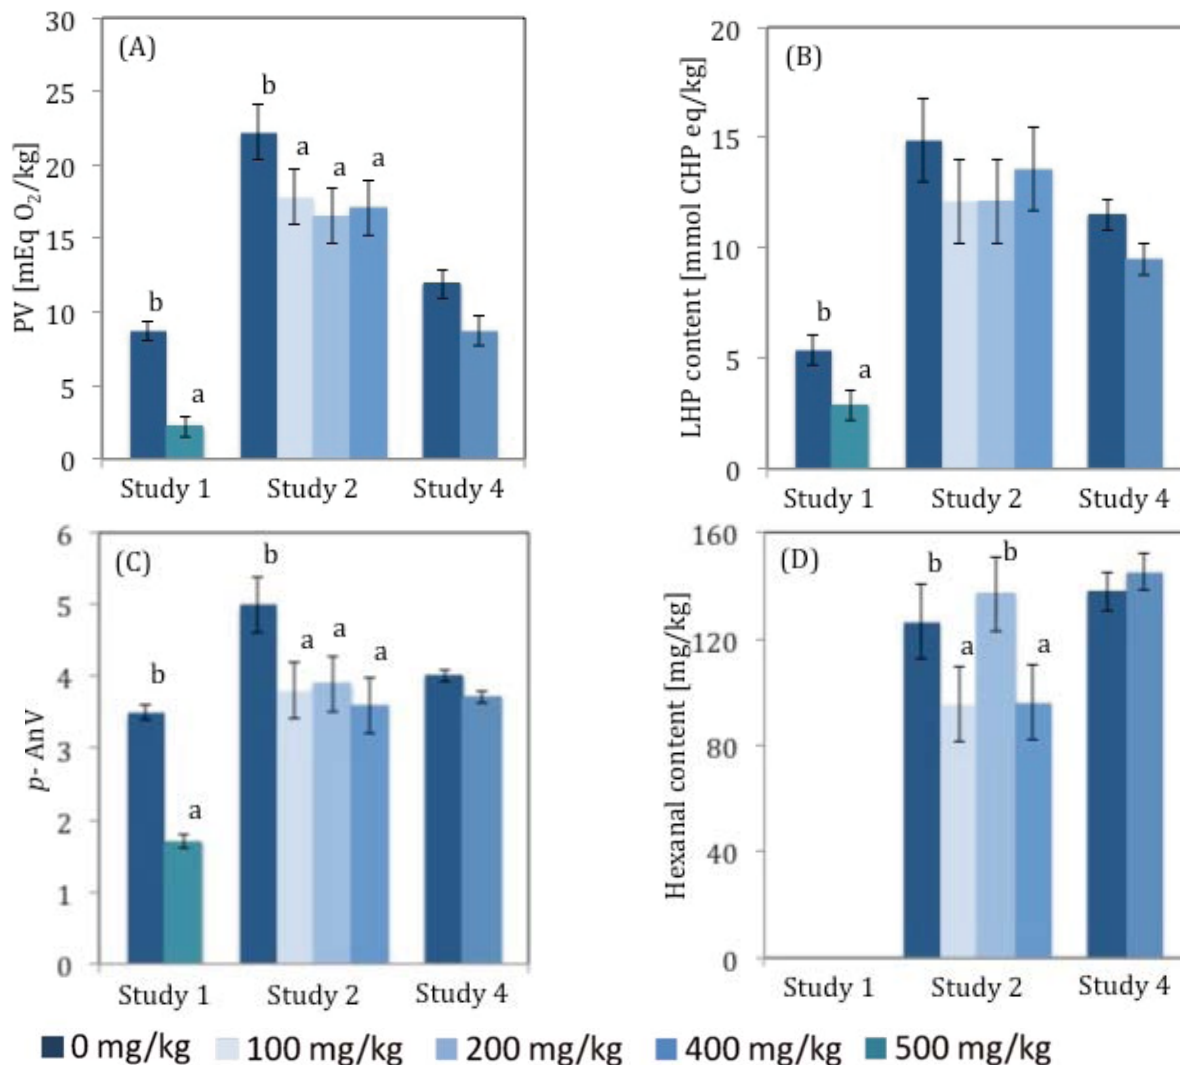 (A)
PV [mEq O₂/kg]
30
25
20
15
10
5
0
b
a
b
a
a
a
Study 1
Study 2
Study 4
(B)
LHP content [mmol CHP eq/kg]
20
15
10
5
0
b
a
Study 1
Study 2
Study 4
(C)
p- AnV
6
5
4
3
2
1
0
b
a
b
a
a
a
Study 1
Study 2
Study 4
(D)
Hexanal content [mg/kg]
160
120
80
40
0
b
a
b
a
Study 1
Study 2
Study 4
0 mg/kg 100 mg/kg 200 mg/kg 400 mg/kg 500 mg/kg